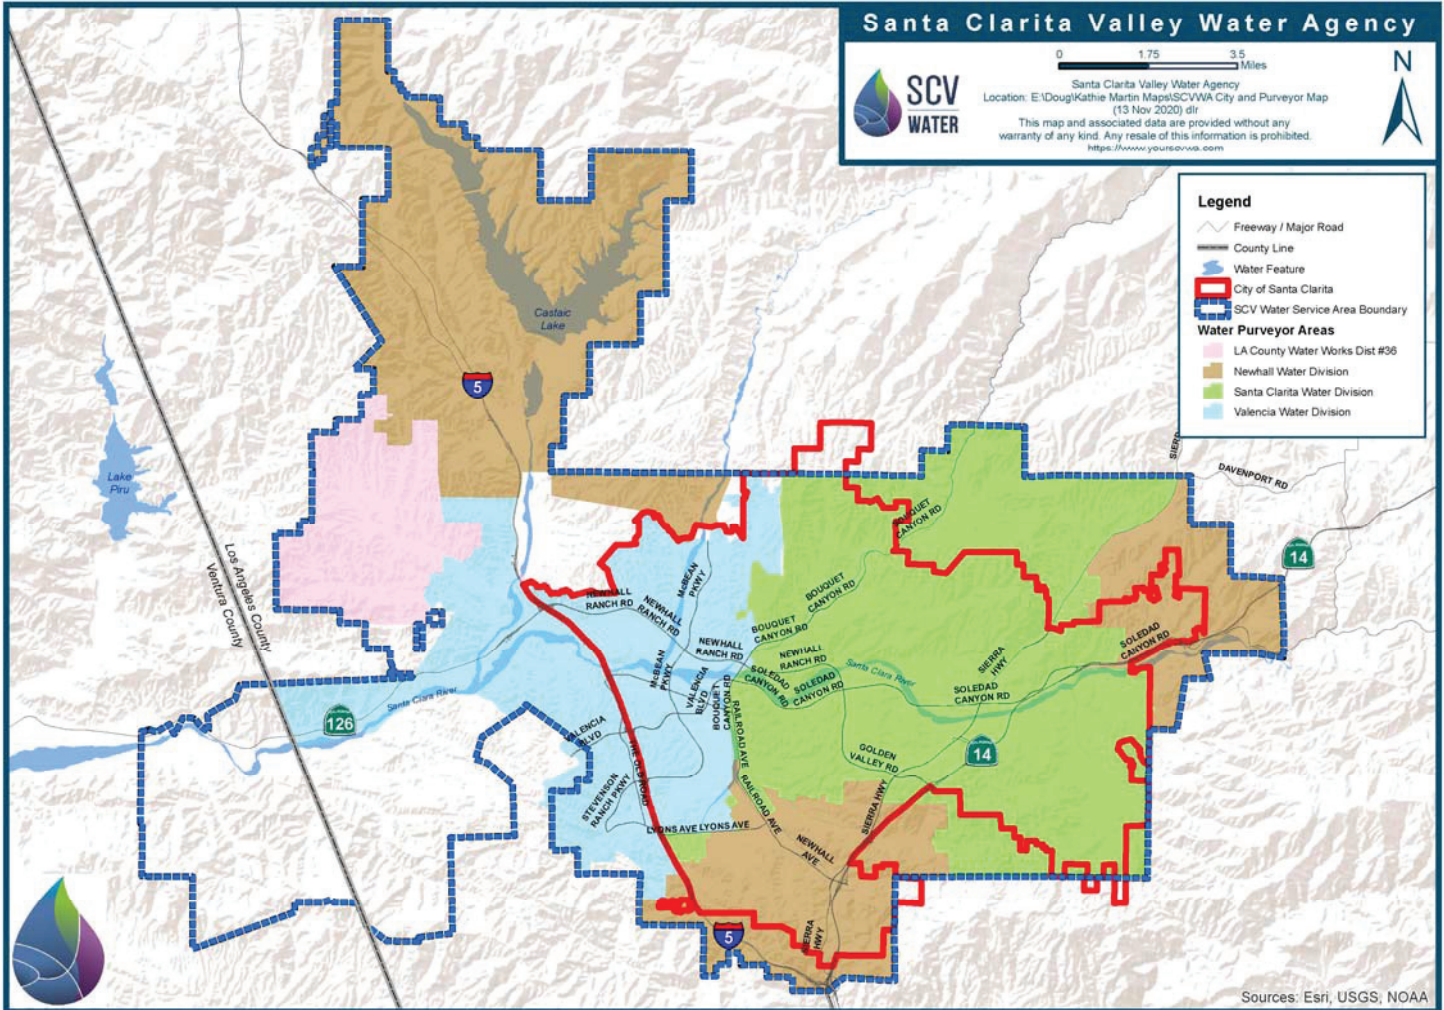 Santa Clarita Valley Water Agency
0 1.75 3.5
Miles
N
SCV
WATER
Santa Clarita Valley Water Agency
Location: E:\Doug\Kathie Martin Maps\SCVWA City and Purveyor Map
(13 Nov 2020) dlr
This map and associated data are provided without any
warranty of any kind. Any resale of this information is prohibited.
https://www.yourscvwa.com
Legend
Freeway / Major Road
County Line
Water Feature
City of Santa Clarita
SCV Water Service Area Boundary
Water Purveyor Areas
LA County Water Works Dist #36
Newhall Water Division
Santa Clarita Water Division
Valencia Water Division
Castaic
Lake
5
Lake
Piru
Los Angeles County
Ventura County
SIERR
DAVENPORT RD
14
BOUQUET
CANYON RD
BOUQUET
CANYON RD
BOUQUET
CANYON RD
McBEAN
PKWY
NEWHALL
RANCH RD
NEWHALL
RANCH RD
NEWHALL
RANCH RD
NEWHALL
RANCH RD
SOLEDAD
CANYON RD
SIERRA
HWY
McBEAN
PKWY
VALENCIA
BLVD
BOUQUET
CANYON RD
SOLEDAD
CANYON RD
SOLEDAD
CANYON RD
Santa Clara River
SOLEDAD
CANYON RD
Santa Clara River
126
VALENCIA
BLVD
THE OLD ROAD
RAILROAD AVE
RAILROAD AVE
GOLDEN
VALLEY RD
14
STEVENSON
RANCH PKWY
SIERRA HWY
LYONS AVE LYONS AVE
NEWHALL
AVE
SIERRA
HWY
5
Sources: Esri, USGS, NOAA